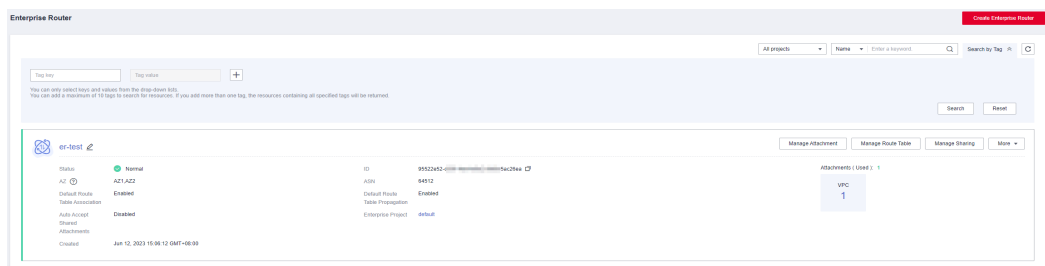 Enterprise Router
Create Enterprise Router
All projects
Name
Enter a keyword
Search by Tag
Tag key
Tag value
You can only select keys and values from the drop-down lists.
You can add a maximum of 10 tags to search for resources. If you add more than one tag, the resources containing all specified tags will be returned.
Search
Reset
er-test
Manage Attachment
Manage Route Table
Manage Sharing
More
Status
Normal
ID
95522e52-
5ac26ea
Attachments ( Used ): 1
AZ
AZ1,AZ2
ASN
64512
VPC
1
Default Route
Table Association
Enabled
Default Route
Table Propagation
Enabled
Auto Accept
Shared
Attachments
Disabled
Enterprise Project
default
Created
Jun 12, 2023 15:06:12 GMT+08:00